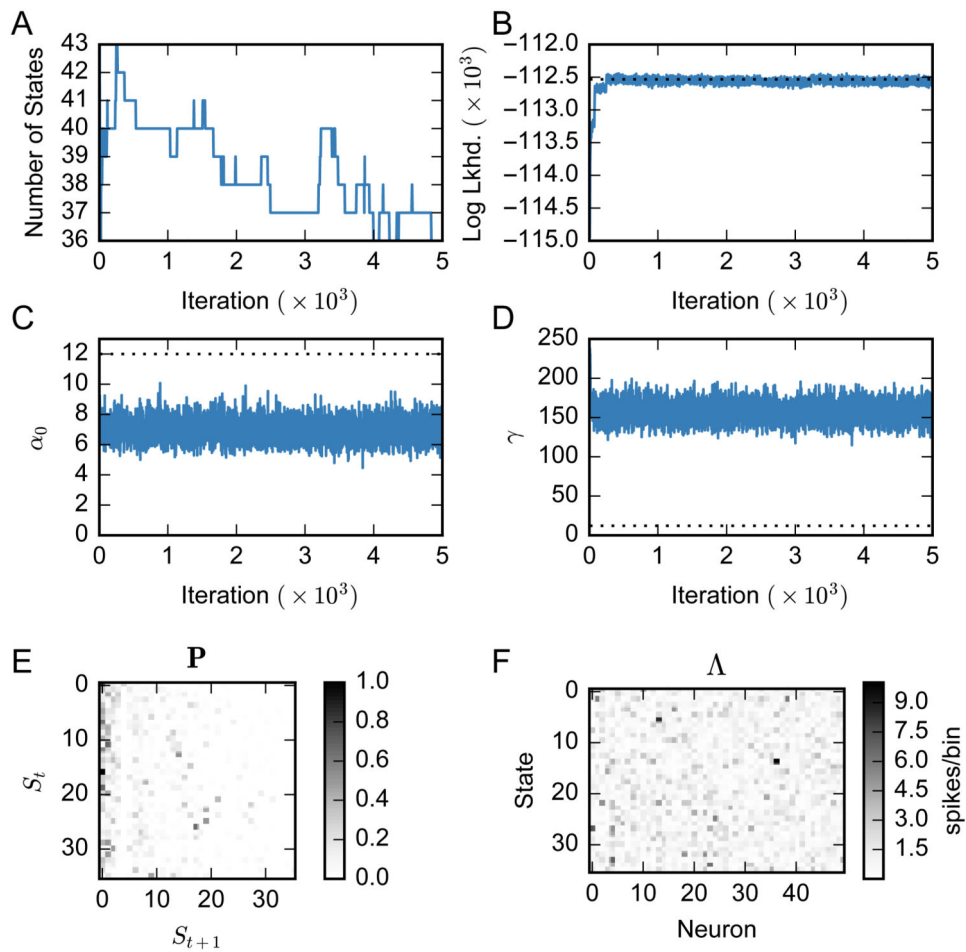 A
Number of States
43
42
41
40
39
38
37
36
0 1 2 3 4 5
Iteration (×10³)
B
Log Lkhd. (×10³)
−112.0
−112.5
−113.0
−113.5
−114.0
−114.5
−115.0
0 1 2 3 4 5
Iteration (×10³)
C
α₀
12
10
8
6
4
2
0
0 1 2 3 4 5
Iteration (×10³)
D
γ
250
200
150
100
50
0
0 1 2 3 4 5
Iteration (×10³)
E
P
S_t
0
10
20
30
0 10 20 30
S_{t+1}
1.0
0.8
0.6
0.4
0.2
0.0
F
Λ
State
0
10
20
30
0 10 20 30 40
Neuron
9.0
7.5
6.0
4.5
3.0
1.5
spikes/bin